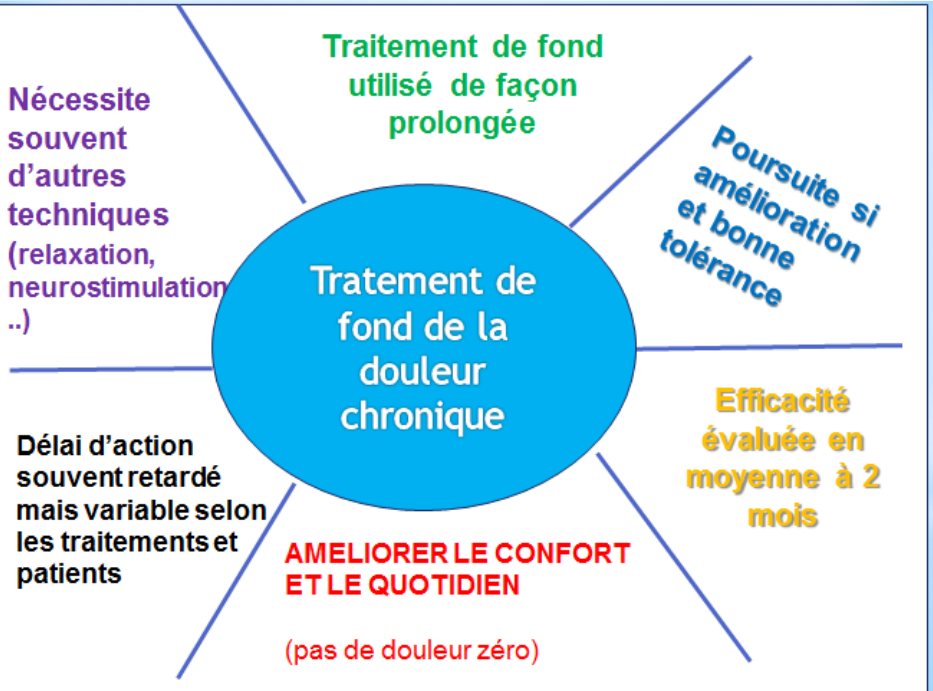 Traitement de fond
utilisé de façon
prolongée
Nécessite
souvent
d'autres
techniques
(relaxation,
neurostimulation
..)
Poursuite si
amélioration
et bonne
tolérance
Tratement de
fond de la
douleur
chronique
Efficacité
évaluée en
moyenne à 2
mois
Délai d'action
souvent retardé
mais variable selon
les traitements et
patients
AMELIORER LE CONFORT
ET LE QUOTIDIEN
(pas de douleur zéro)